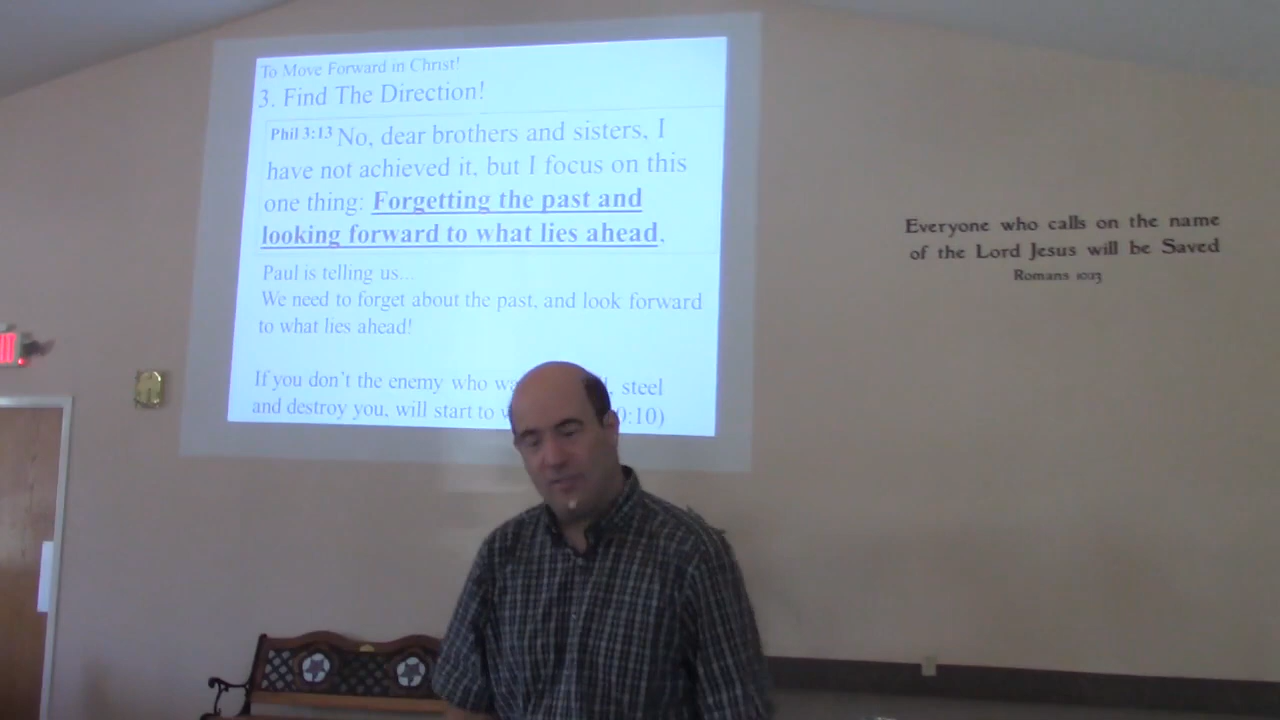 To Move Forward in Christ!
3. Find The Direction!
Phil 3:13 No, dear brothers and sisters, I
have not achieved it, but I focus on this
one thing: Forgetting the past and
looking forward to what lies ahead,
Paul is telling us...
We need to forget about the past, and look forward
to what lies ahead!
If you don't the enemy who steel
and destroy you, will start to 0:10)
Everyone who calls on the name
of the Lord Jesus will be Saved
Romans 10:13